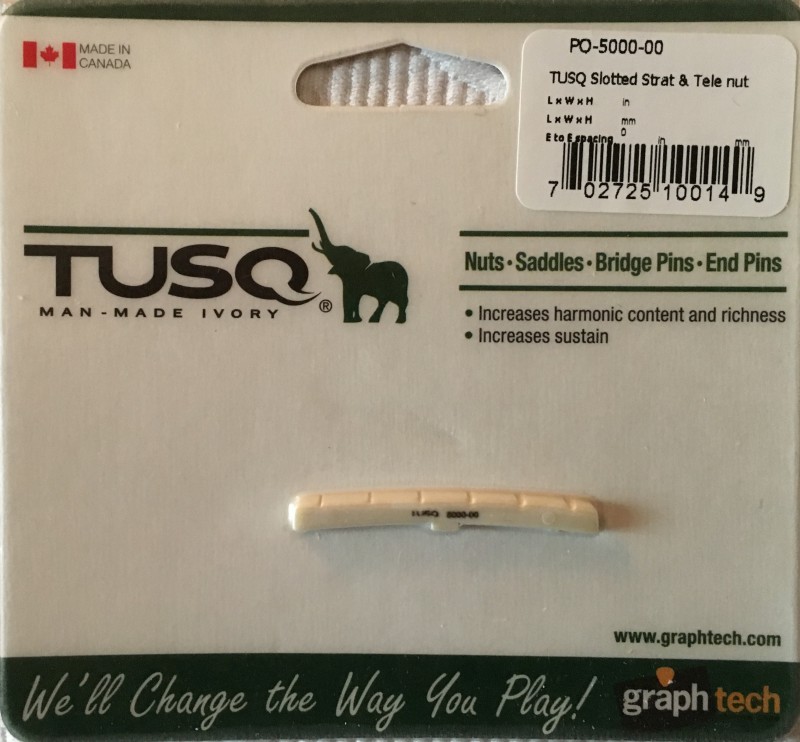 MADE IN
CANADA
PO-5000-00
TUSQ Slotted Strat & Tele nut
L x W x H in
L x W x H mm
E to E spacing 0 in mm
7 02725 10014 9
TUSQ®
MAN-MADE IVORY
Nuts • Saddles • Bridge Pins • End Pins
• Increases harmonic content and richness
• Increases sustain
TUSQ 5000-00
www.graphtech.com
We'll Change the Way You Play!
graph tech